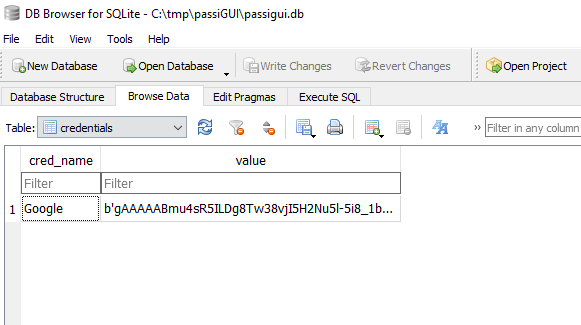 DB Browser for SQLite - C:\tmp\passiGUI\passigui.db
File Edit View Tools Help
New Database Open Database Write Changes Revert Changes Open Project
Database Structure Browse Data Edit Pragmas Execute SQL
Table: credentials » Filter in any column
cred_name value
Filter Filter
1 Google b'gAAAAABmu4sR5ILDg8Tw38vjI5H2Nu5l-5i8_1b...